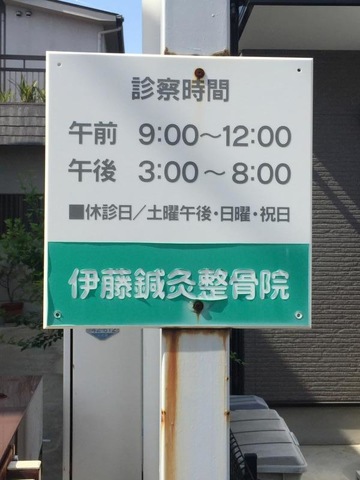 診察時間
午前 9:00～12:00
午後 3:00～8:00
■休診日／土曜午後・日曜・祝日
伊藤鍼灸整骨院